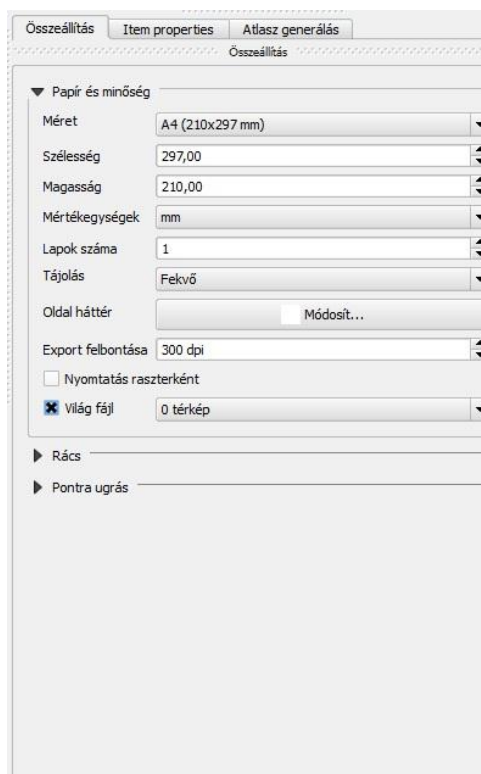 Összeállítás Item properties Atlasz generálás
Összeállítás
Papír és minőség
Méret A4 (210x297 mm)
Szélesség 297,00
Magasság 210,00
Mértékegységek mm
Lapok száma 1
Tájolás Fekvő
Oldal háttér Módosít...
Export felbontása 300 dpi
Nyomtatás raszterként
Világ fájl 0 térkép
Rács
Pontra ugrás